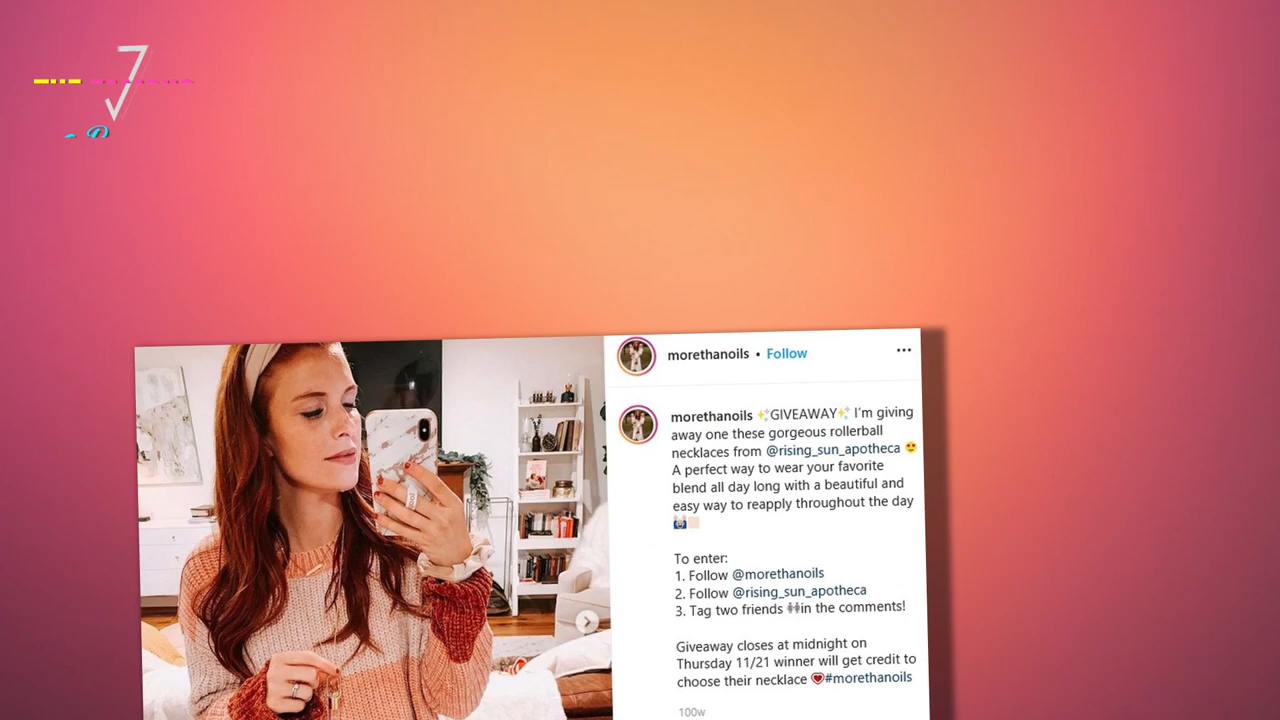 morethanoils • Follow
morethanoils ✨GIVEAWAY✨ I'm giving
away one these gorgeous rollerball
necklaces from @rising_sun_apotheca 😍
A perfect way to wear your favorite
blend all day long with a beautiful and
easy way to reapply throughout the day
To enter:
1. Follow @morethanoils
2. Follow @rising_sun_apotheca
3. Tag two friends 👭in the comments!
Giveaway closes at midnight on
Thursday 11/21 winner will get credit to
choose their necklace ❤️#morethanoils
100w